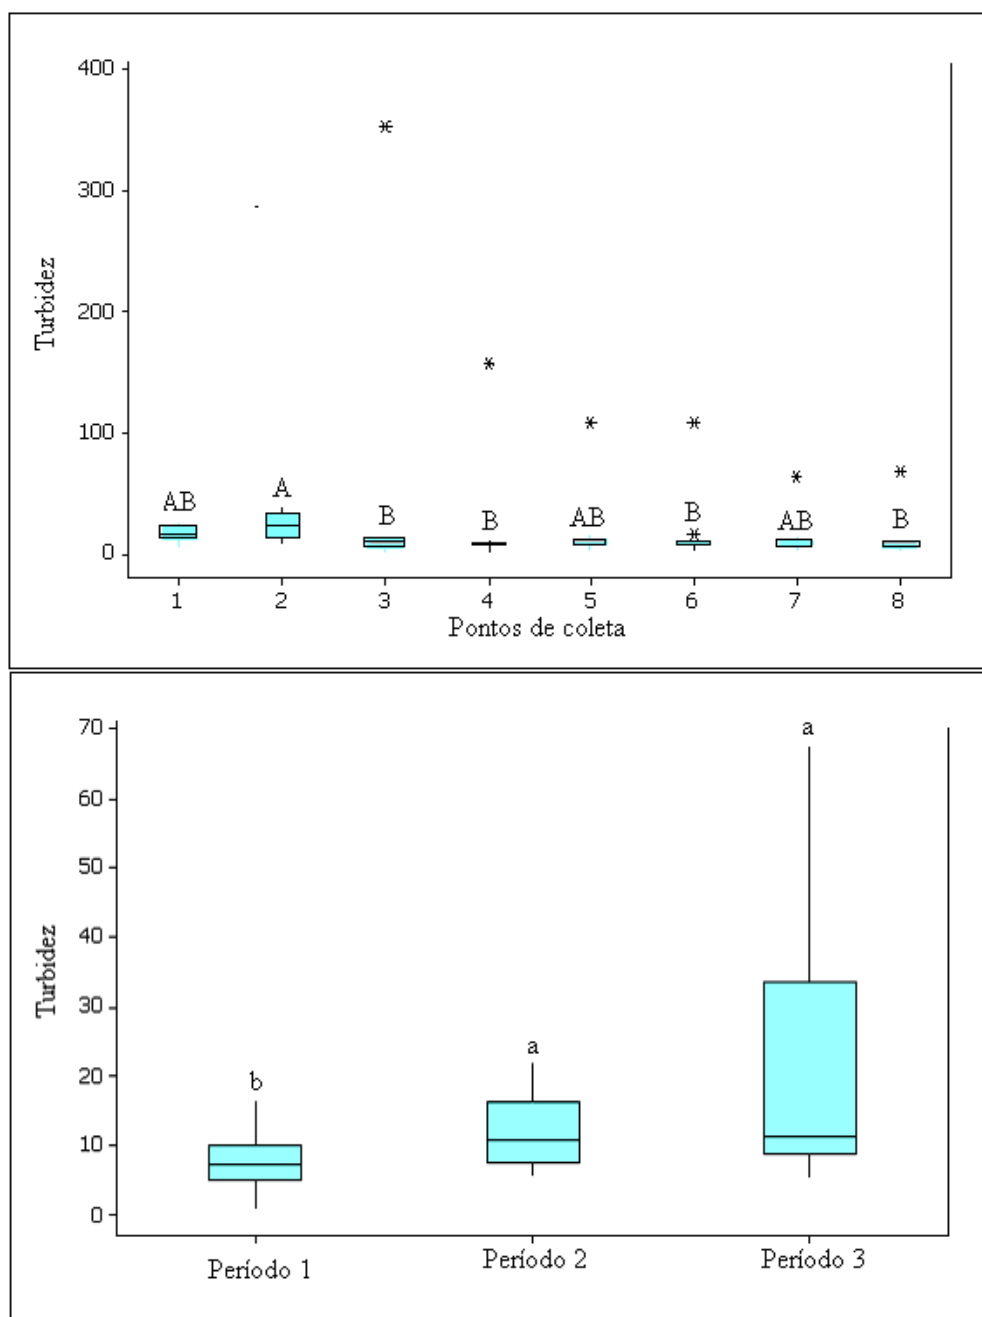 400
300
200
100
0
Turbidez
AB
A
B
B
AB
B
AB
B
1 2 3 4 5 6 7 8
Pontos de coleta
70
60
50
40
30
20
10
0
Turbidez
b
a
a
Período 1 Período 2 Período 3